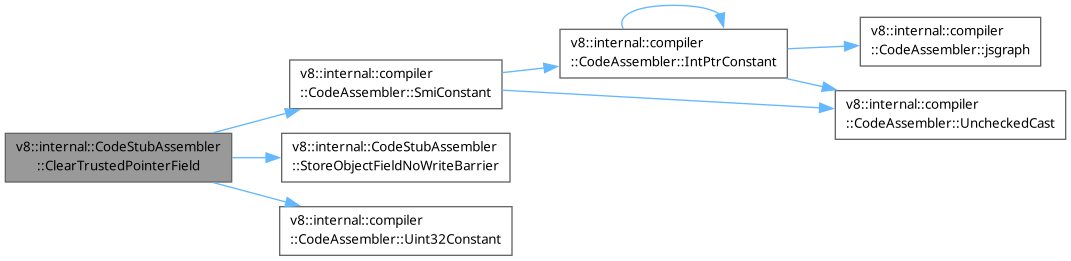 v8::internal::CodeStubAssembler
::ClearTrustedPointerField
v8::internal::compiler
::CodeAssembler::SmiConstant
v8::internal::CodeStubAssembler
::StoreObjectFieldNoWriteBarrier
v8::internal::compiler
::CodeAssembler::Uint32Constant
v8::internal::compiler
::CodeAssembler::IntPtrConstant
v8::internal::compiler
::CodeAssembler::jsgraph
v8::internal::compiler
::CodeAssembler::UncheckedCast